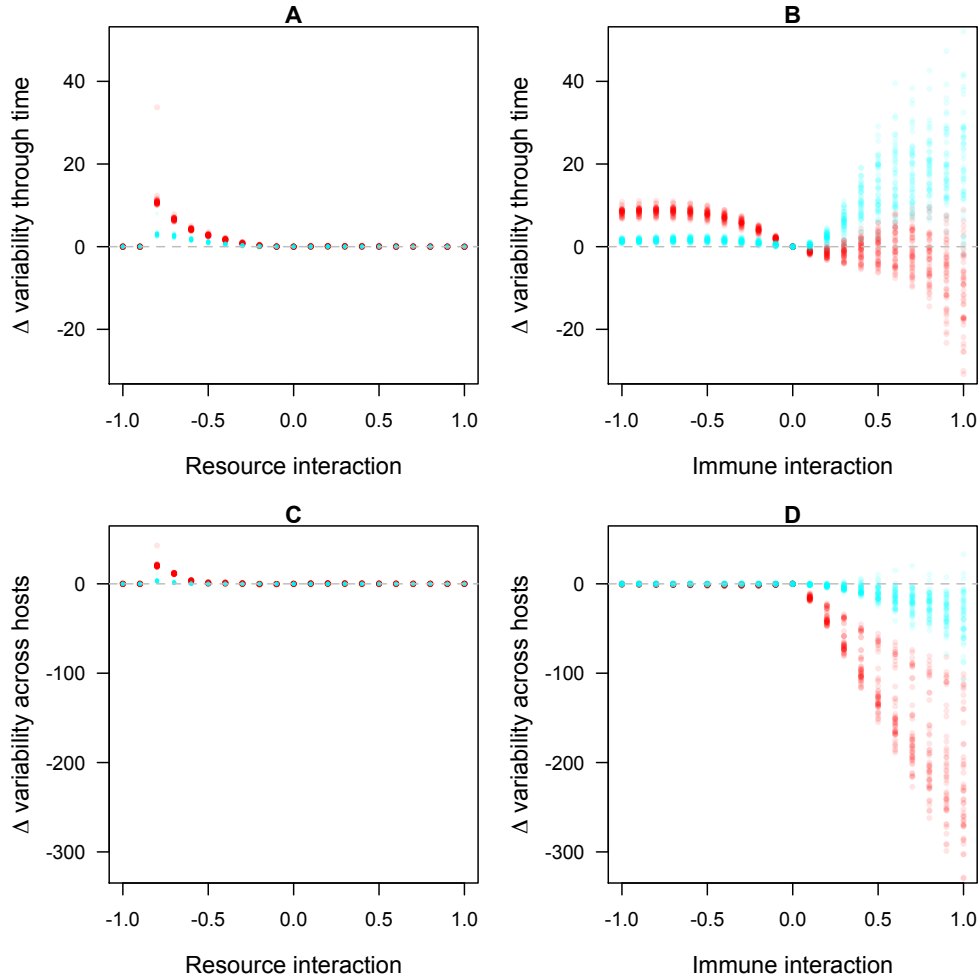 A
Δ variability through time
40
20
0
-20
-1.0 -0.5 0.0 0.5 1.0
Resource interaction
B
Δ variability through time
40
20
0
-20
-1.0 -0.5 0.0 0.5 1.0
Immune interaction
C
Δ variability across hosts
0
-100
-200
-300
-1.0 -0.5 0.0 0.5 1.0
Resource interaction
D
Δ variability across hosts
0
-100
-200
-300
-1.0 -0.5 0.0 0.5 1.0
Immune interaction